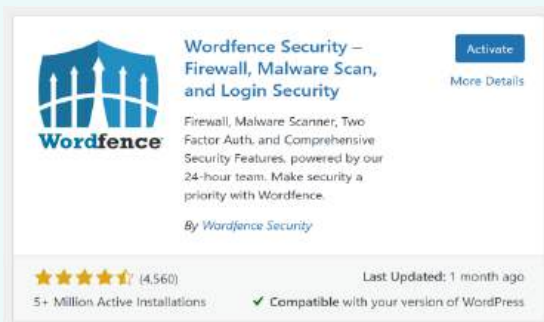 Wordfence
Wordfence Security –
Firewall, Malware Scan,
and Login Security
Activate
More Details
Firewall, Malware Scanner, Two
Factor Auth, and Comprehensive
Security Features, powered by our
24-hour team. Make security a
priority with Wordfence.
By Wordfence Security
(4,560)
5+ Million Active Installations
Last Updated: 1 month ago
✔ Compatible with your version of WordPress